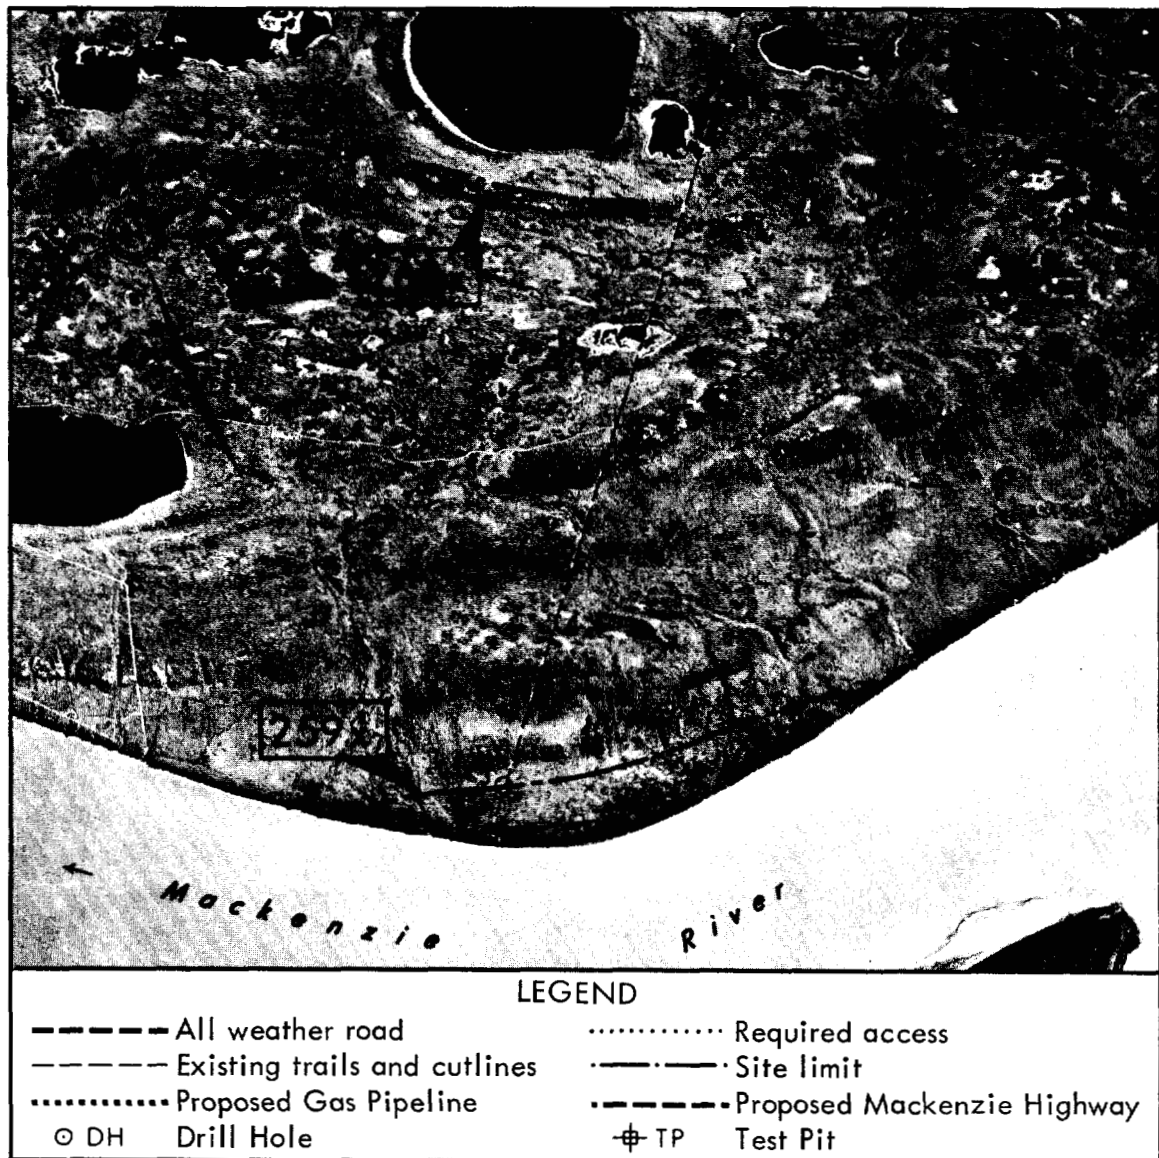 2591
Mackenzie River
LEGEND
All weather road
Existing trails and cutlines
Proposed Gas Pipeline
DH Drill Hole
Required access
Site limit
Proposed Mackenzie Highway
TP Test Pit